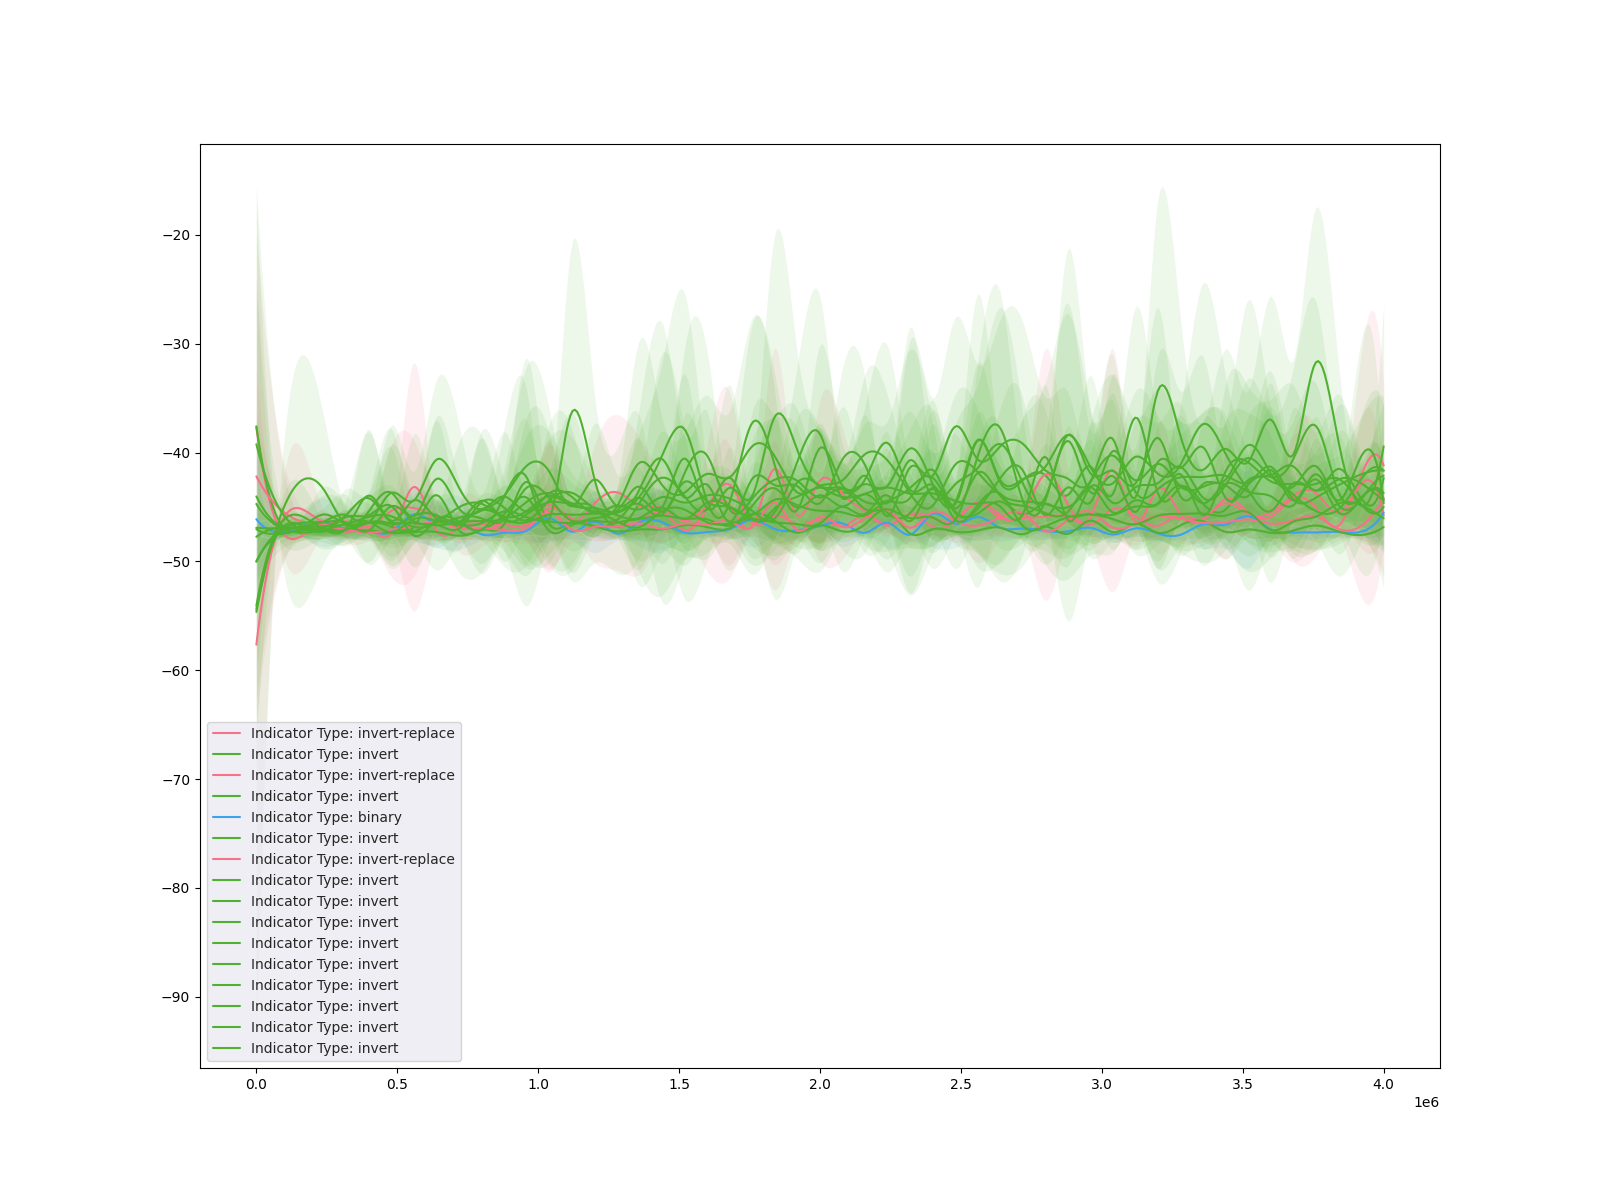 −20
−30
−40
−50
−60
−70
−80
−90
Indicator Type: invert-replace
Indicator Type: invert
Indicator Type: invert-replace
Indicator Type: invert
Indicator Type: binary
Indicator Type: invert
Indicator Type: invert-replace
Indicator Type: invert
Indicator Type: invert
Indicator Type: invert
Indicator Type: invert
Indicator Type: invert
Indicator Type: invert
Indicator Type: invert
Indicator Type: invert
Indicator Type: invert
0.0 0.5 1.0 1.5 2.0 2.5 3.0 3.5 4.0
1e6